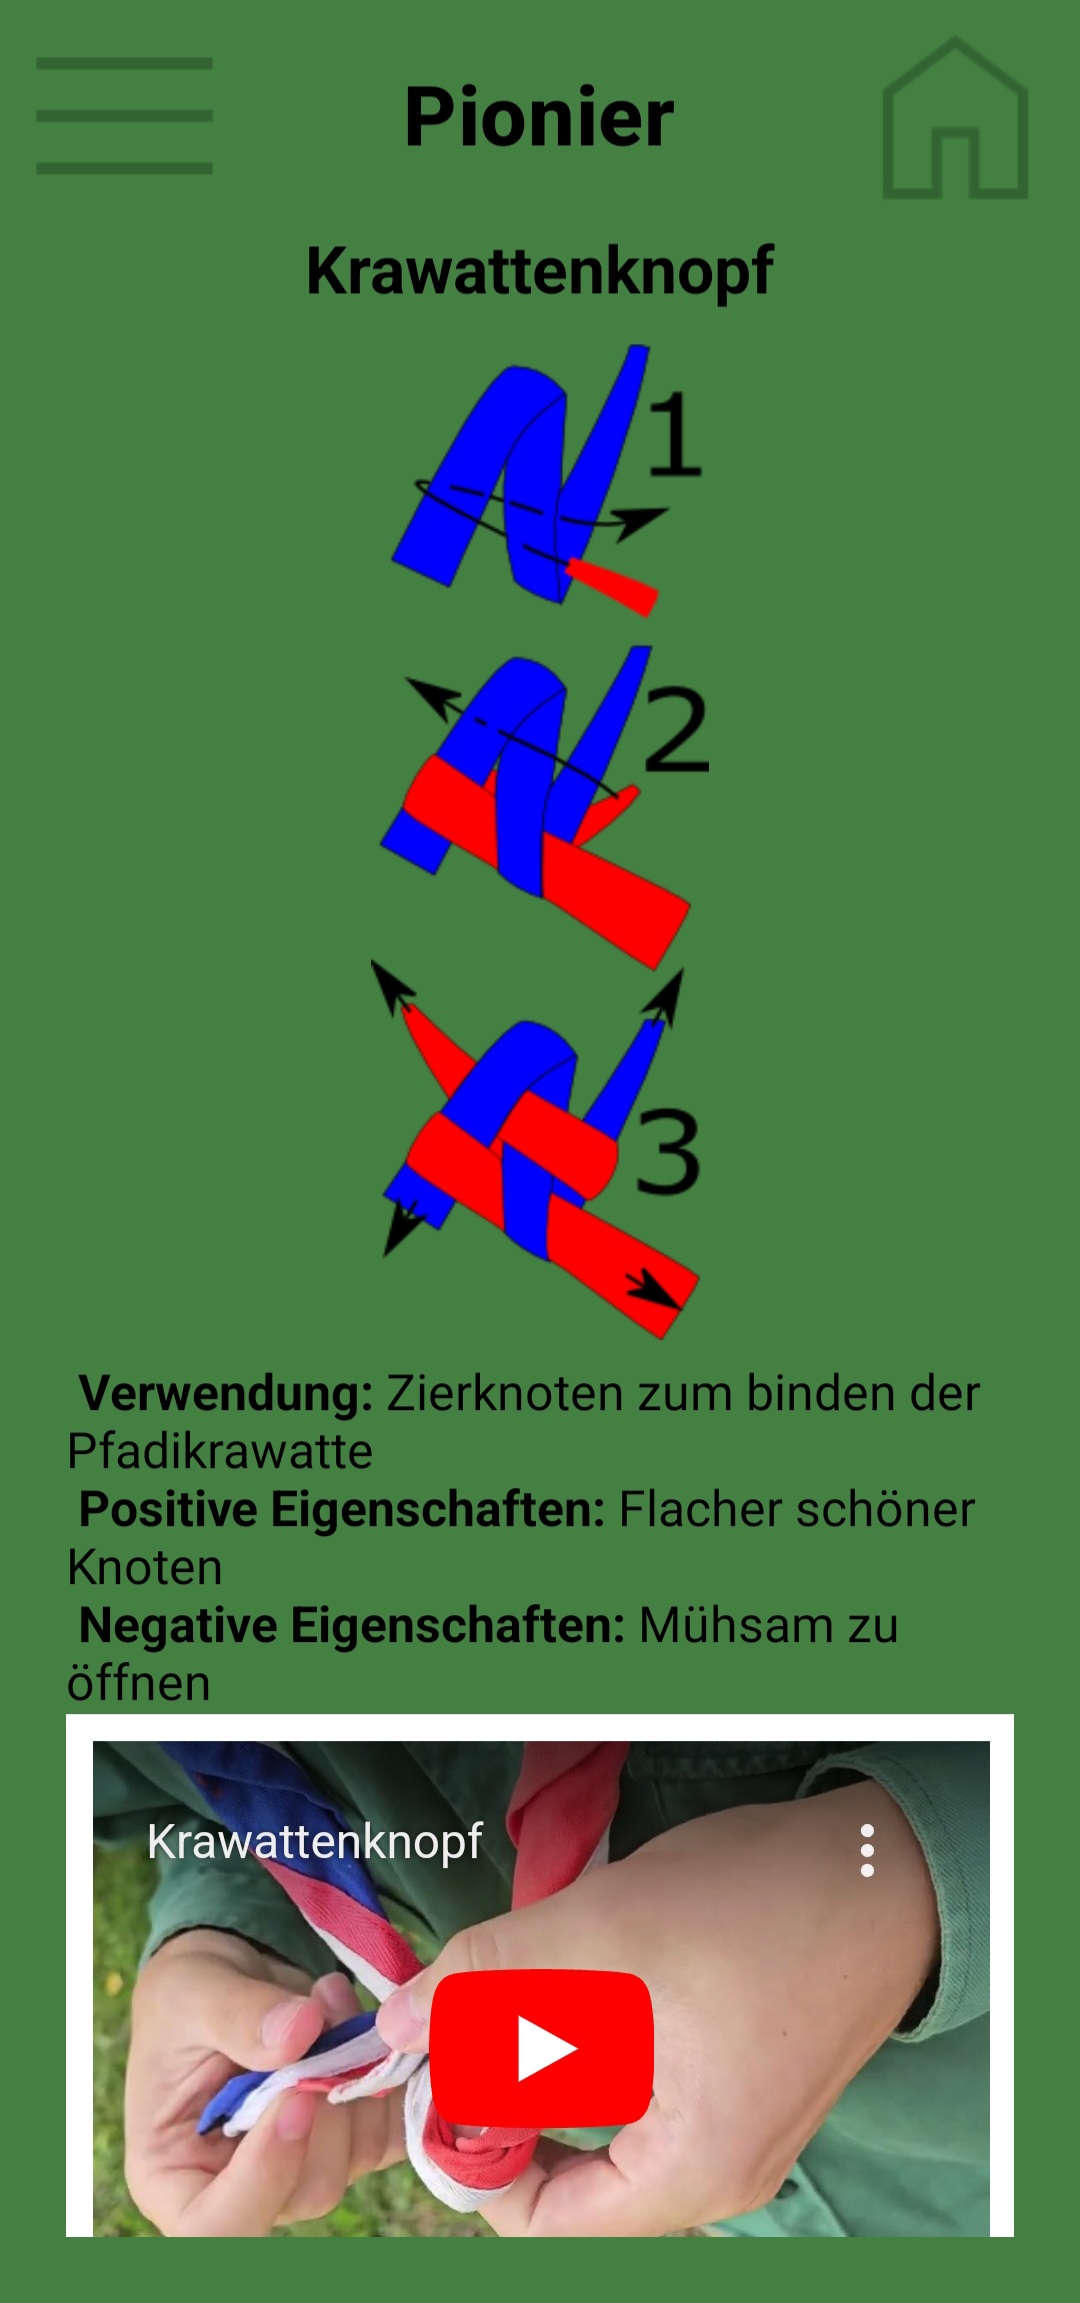 Pionier
Krawattenknopf
1
2
3
Verwendung: Zierknoten zum binden der
Pfadikrawatte
Positive Eigenschaften: Flacher schöner
Knoten
Negative Eigenschaften: Mühsam zu
öffnen
Krawattenknopf